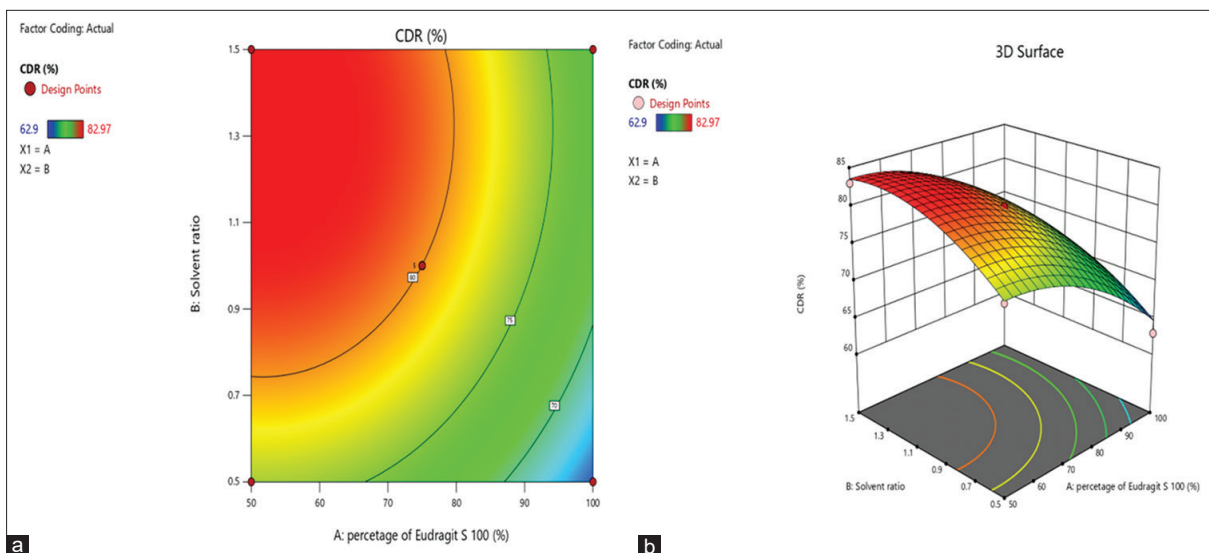 Factor Coding: Actual
CDR (%)
Design Points
62.9 82.97
X1 = A
X2 = B
CDR (%)
B: Solvent ratio
1.5
1.3
1.1
0.9
0.7
0.5
80
75
70
5
50 60 70 80 90 100
A: percetage of Eudragit S 100 (%)
a
Factor Coding: Actual
CDR (%)
Design Points
62.9 82.97
X1 = A
X2 = B
3D Surface
CDR (%)
85
80
75
70
65
60
1.5
1.3
1.1
0.9
0.7
0.5
50
60
70
80
90
100
B: Solvent ratio
A: percetage of Eudragit S 100 (%)
b